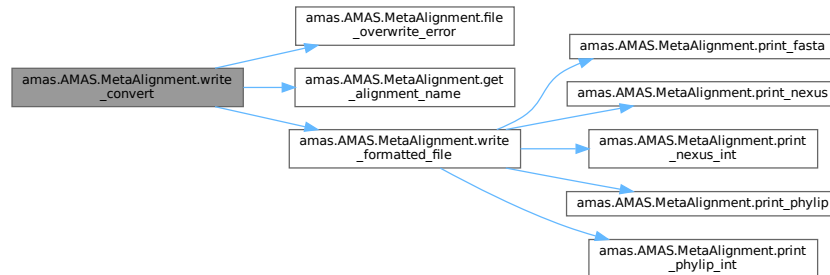 amas.AMAS.MetaAlignment.write
_convert
amas.AMAS.MetaAlignment.file
_overwrite_error
amas.AMAS.MetaAlignment.get
_alignment_name
amas.AMAS.MetaAlignment.write
_formatted_file
amas.AMAS.MetaAlignment.print_fasta
amas.AMAS.MetaAlignment.print_nexus
amas.AMAS.MetaAlignment.print
_nexus_int
amas.AMAS.MetaAlignment.print_phylip
amas.AMAS.MetaAlignment.print
_phylip_int